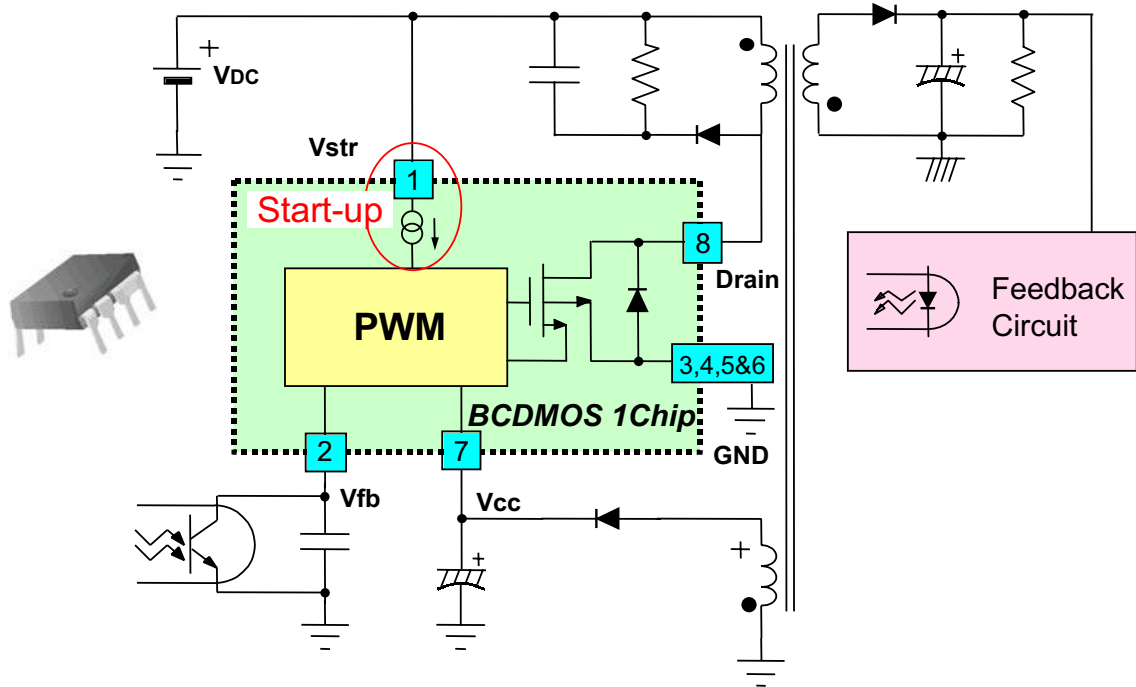 +
VDC
+
Vstr
1
Start-up
8
Drain
PWM
Feedback
Circuit
3,4,5&6
BCDMOS 1Chip
GND
2
7
Vfb
Vcc
+
+